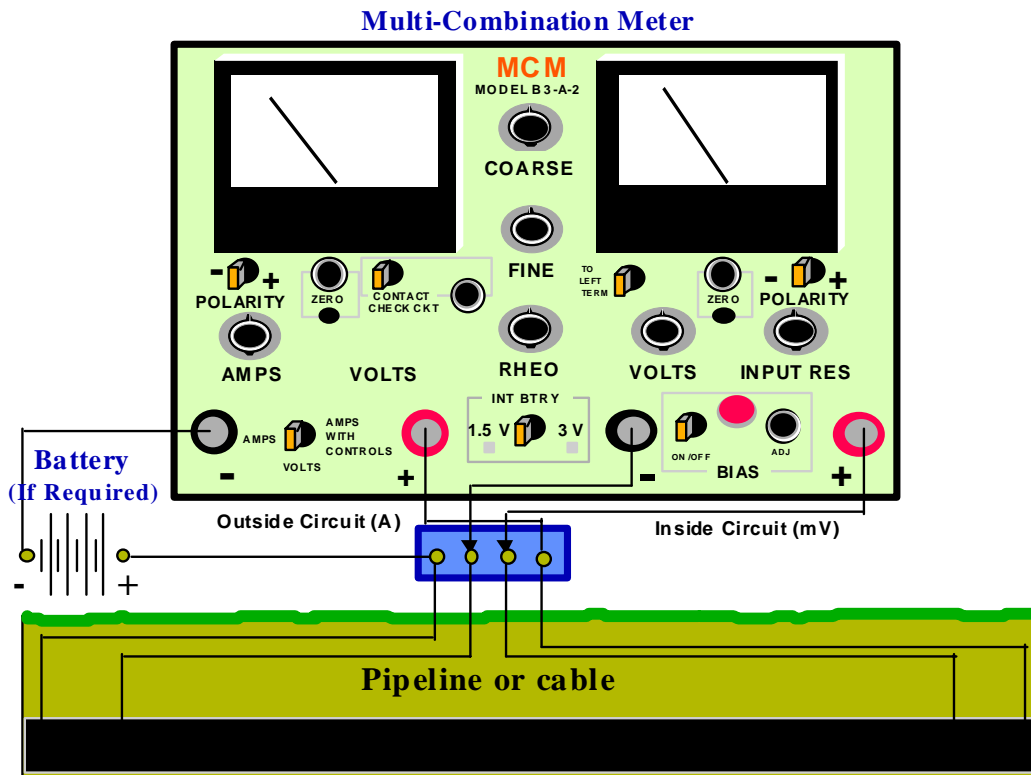 Multi-Combination Meter
MCM
MODEL B3-A-2
COARSE
FINE
- +
POLARITY
ZERO
CONTACT
CHECK CKT
TO
LEFT
TERM
ZERO
- +
POLARITY
AMPS
VOLTS
RHEO
VOLTS
INPUT RES
INT BTRY
1.5 V
3 V
AMPS
AMPS
WITH
CONTROLS
VOLTS
-
+
-
ON/OFF
ADJ
BIAS
+
Battery
(If Required)
- +
Outside Circuit (A)
Inside Circuit (mV)
Pipeline or cable